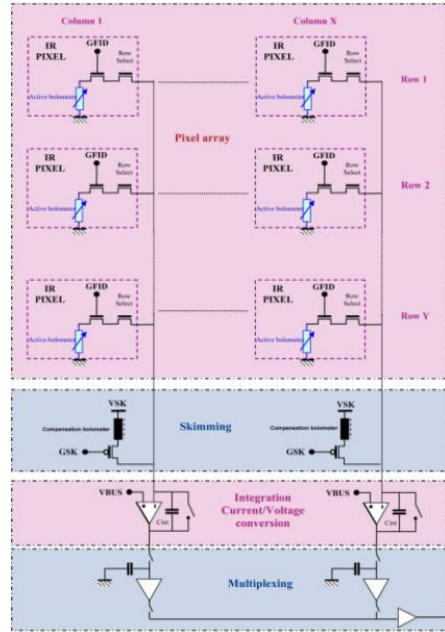 Column 1
Column X
IR
PIXEL
GFID
Row
Select
Active bolometer
IR
PIXEL
GFID
Row
Select
Active bolometer
Row 1
Pixel array
IR
PIXEL
GFID
Row
Select
Active bolometer
IR
PIXEL
GFID
Row
Select
Active bolometer
Row 2
IR
PIXEL
GFID
Row
Select
Active bolometer
IR
PIXEL
GFID
Row
Select
Active bolometer
Row Y
VSK
Compensation bolometer
GSK
Skimming
VSK
Compensation bolometer
GSK
VBUS
Cint
Integration
Current/Voltage
conversion
VBUS
Cint
Multiplexing